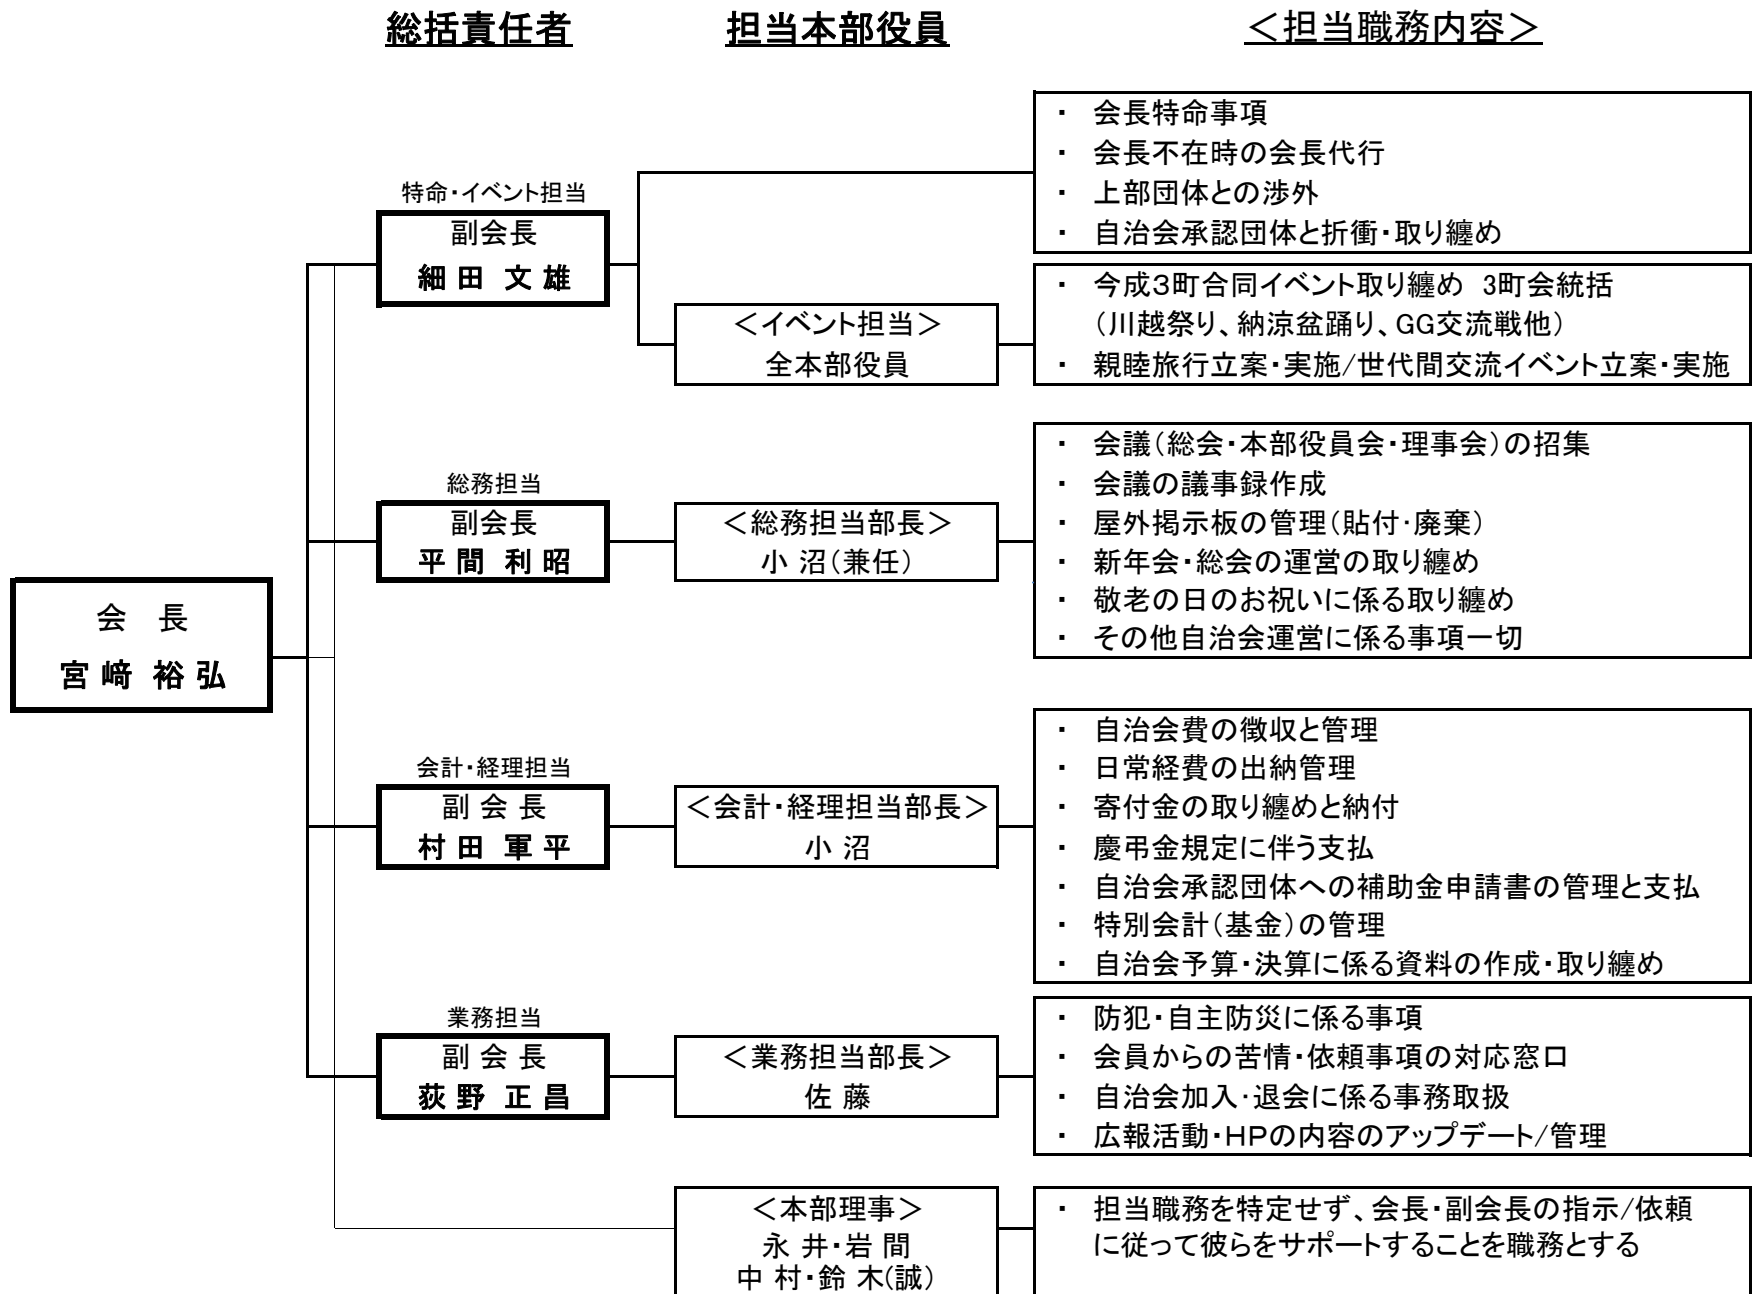 総括責任者
担当本部役員
＜担当職務内容＞
会　長
宮﨑 裕弘
特命・イベント担当
副会長
細田 文雄
・ 会長特命事項
・ 会長不在時の会長代行
・ 上部団体との渉外
・ 自治会承認団体と折衝・取り纏め
＜イベント担当＞
全本部役員
・ 今成３町合同イベント取り纏め 3町会統括
（川越祭り、納涼盆踊り、GG交流戦他）
・ 親睦旅行立案・実施/世代間交流イベント立案・実施
総務担当
副会長
平間 利昭
＜総務担当部長＞
小 沼（兼任）
・ 会議（総会・本部役員会・理事会）の招集
・ 会議の議事録作成
・ 屋外掲示板の管理（貼付・廃棄）
・ 新年会・総会の運営の取り纏め
・ 敬老の日のお祝いに係る取り纏め
・ その他自治会運営に係る事項一切
会計・経理担当
副 会 長
村田 軍平
＜会計・経理担当部長＞
小 沼
・ 自治会費の徴収と管理
・ 日常経費の出納管理
・ 寄付金の取り纏めと納付
・ 慶弔金規定に伴う支払
・ 自治会承認団体への補助金申請書の管理と支払
・ 特別会計（基金）の管理
・ 自治会予算・決算に係る資料の作成・取り纏め
業務担当
副 会 長
荻野 正昌
＜業務担当部長＞
佐 藤
・ 防犯・自主防災に係る事項
・ 会員からの苦情・依頼事項の対応窓口
・ 自治会加入・退会に係る事務取扱
・ 広報活動・HPの内容のアップデート/管理
＜本部理事＞
永 井・岩 間
中 村・鈴 木(誠）
・ 担当職務を特定せず、会長・副会長の指示/依頼
に従って彼らをサポートすることを職務とする